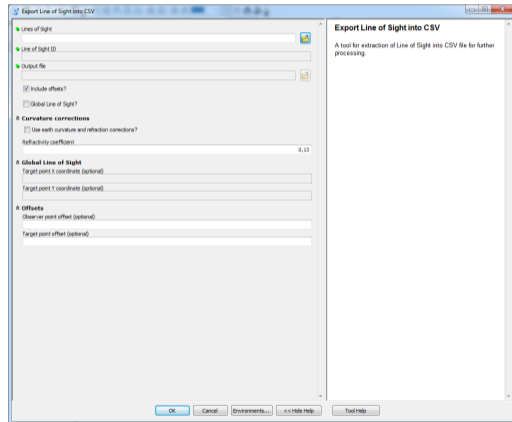 Export Line of Sight into CSV
Lines of Sight
Line of Sight ID
Output file
Include offsets?
Global Line of Sight?
Curvature corrections
Use earth curvature and refraction corrections?
Refractivity coefficient
0,13
Global Line of Sight
Target point X coordinate (optional)
Target point Y coordinate (optional)
Offsets
Observer point offset (optional)
Target point offset (optional)
OK
Cancel
Environments...
<< Hide Help
Export Line of Sight into CSV
A tool for extraction of Line of Sight into CSV file for further
processing.
Tool Help